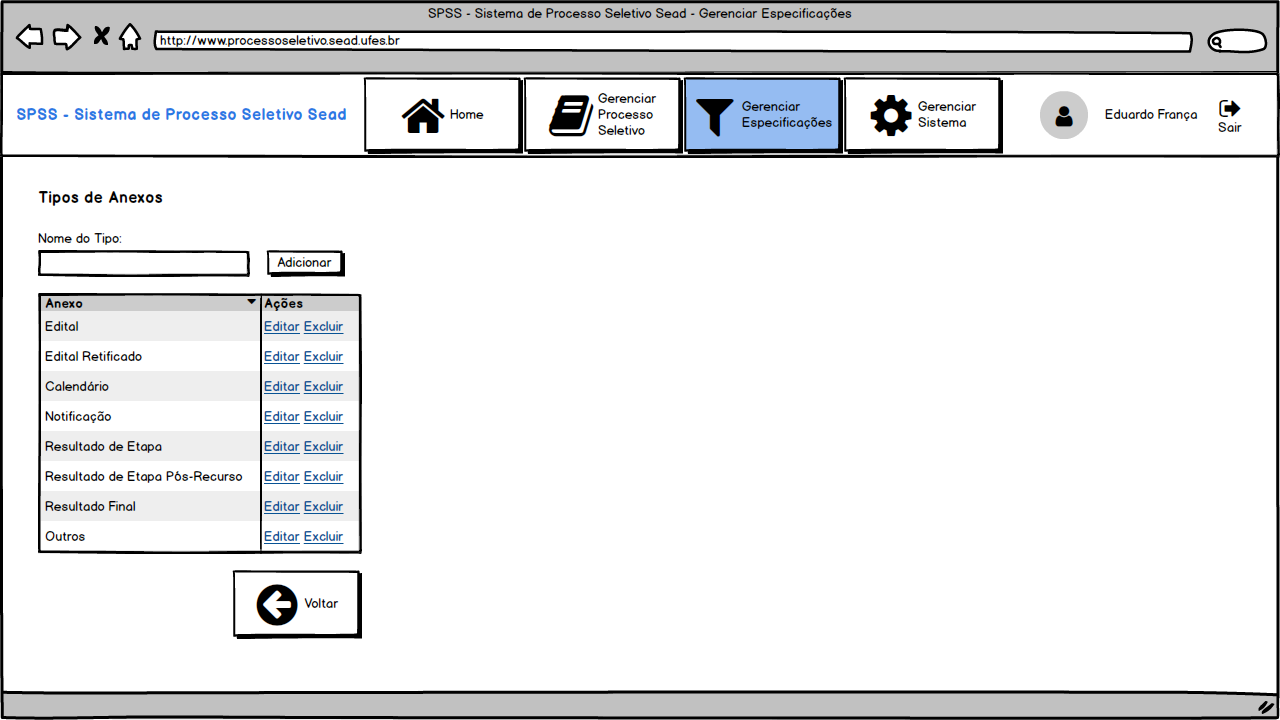 SPSS - Sistema de Processo Seletivo Sead - Gerenciar Especificações
http://www.processoseletivo.sead.ufes.br
SPSS - Sistema de Processo Seletivo Sead
Home
Gerenciar
Processo
Seletivo
Gerenciar
Especificações
Gerenciar
Sistema
Eduardo França
Sair
Tipos de Anexos
Nome do Tipo:
Adicionar
Anexo Ações
Edital Editar Excluir
Edital Retificado Editar Excluir
Calendário Editar Excluir
Notificação Editar Excluir
Resultado de Etapa Editar Excluir
Resultado de Etapa Pós-Recurso Editar Excluir
Resultado Final Editar Excluir
Outros Editar Excluir
Voltar